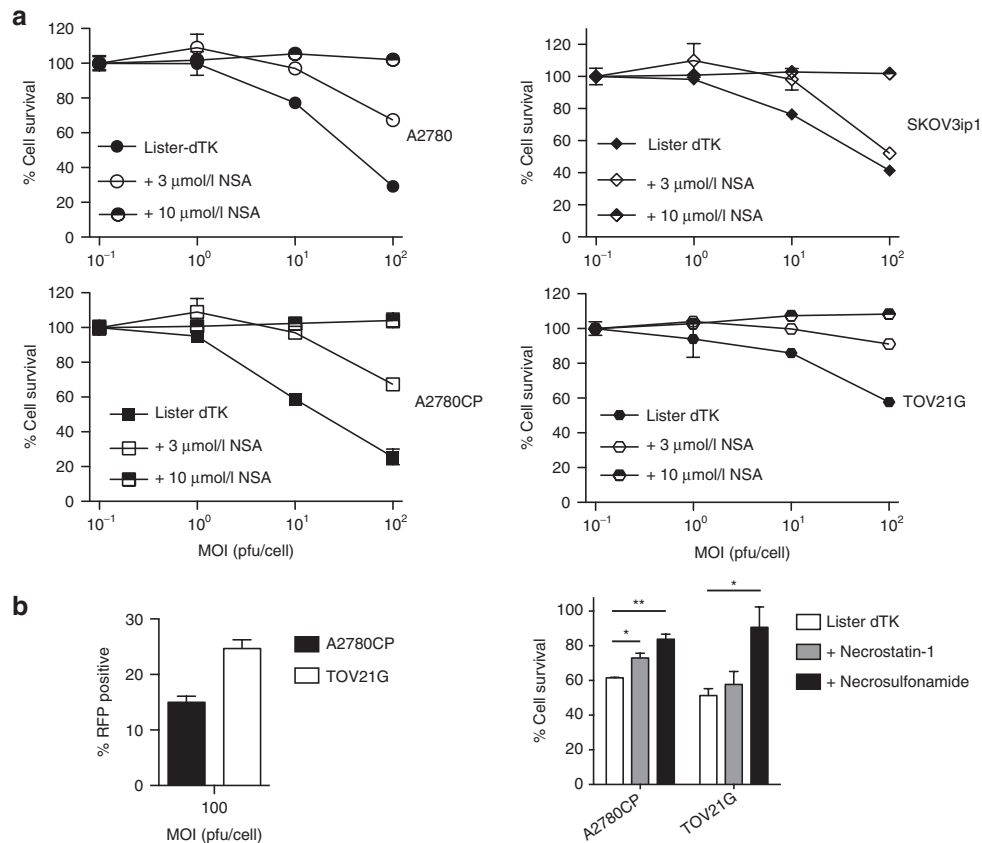 a
120
100
80
60
40
20
0
% Cell survival
Lister-dTK
+ 3 μmol/l NSA
+ 10 μmol/l NSA
A2780
10⁻¹
10⁰
10¹
10²
120
100
80
60
40
20
0
% Cell survival
Lister dTK
+ 3 μmol/l NSA
+ 10 μmol/l NSA
SKOV3ip1
10⁻¹
10⁰
10¹
10²
120
100
80
60
40
20
0
% Cell survival
Lister dTK
+ 3 μmol/l NSA
+ 10 μmol/l NSA
A2780CP
10⁻¹
10⁰
10¹
10²
MOI (pfu/cell)
120
100
80
60
40
20
0
% Cell survival
Lister dTK
+ 3 μmol/l NSA
+ 10 μmol/l NSA
TOV21G
10⁻¹
10⁰
10¹
10²
MOI (pfu/cell)
b
30
20
10
0
% RFP positive
A2780CP
TOV21G
100
MOI (pfu/cell)
100
80
60
40
20
0
% Cell survival
**
*
*
Lister dTK
+ Necrostatin-1
+ Necrosulfonamide
A2780CP
TOV21G